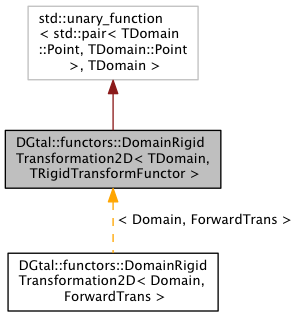 std::unary_function
< std::pair< TDomain
::Point, TDomain::Point
>, TDomain >
DGtal::functors::DomainRigid
Transformation2D< TDomain,
TRigidTransformFunctor >
< Domain, ForwardTrans >
DGtal::functors::DomainRigid
Transformation2D< Domain,
ForwardTrans >